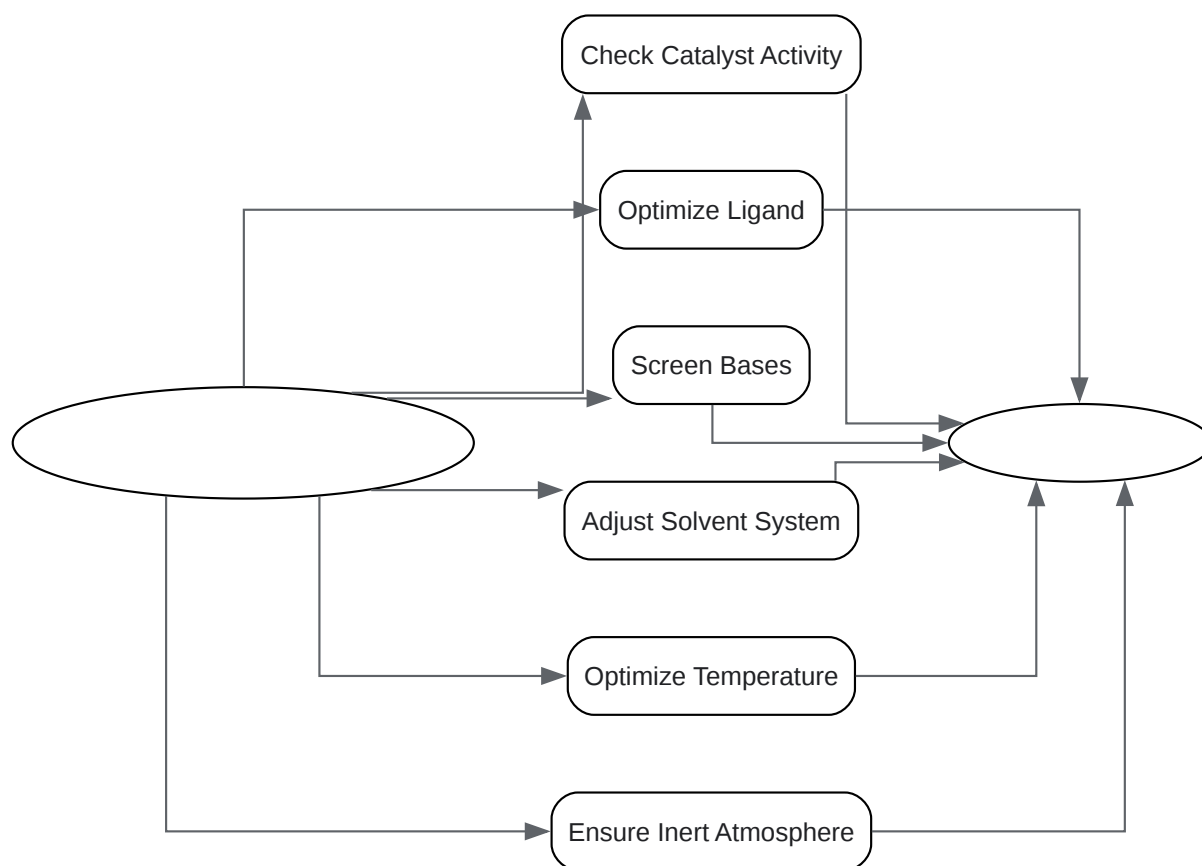 Check Catalyst Activity
Optimize Ligand
Screen Bases
Adjust Solvent System
Optimize Temperature
Ensure Inert Atmosphere